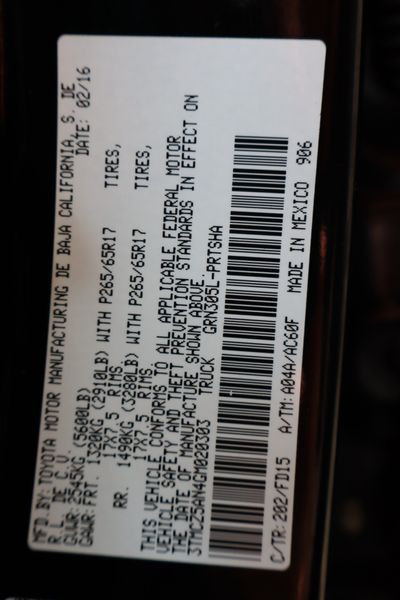 MFD.BY: TOYOTA MOTOR MANUFACTURING DE BAJA CALIFORNIA, S. DE
R.L. DE C.V. DATE: 02/16
GVWR: 2545KG (5600LB)
GAWR: FRT. 1320KG (2910LB) WITH P265/65R17 TIRES,
17X7.5 RIMS
RR. 1490KG (3280LB) WITH P265/65R17 TIRES,
17X7.5 RIMS.
THIS VEHICLE CONFORMS TO ALL APPLICABLE FEDERAL MOTOR
VEHICLE SAFETY AND THEFT PREVENTION STANDARDS IN EFFECT ON
THE DATE OF MANUFACTURE SHOWN ABOVE.
3TMCZ5AN4GM020303 TRUCK GRN305L-PRTSHA
C/TR: 202/FD15 A/TM: A04A/AC60F MADE IN MEXICO 906